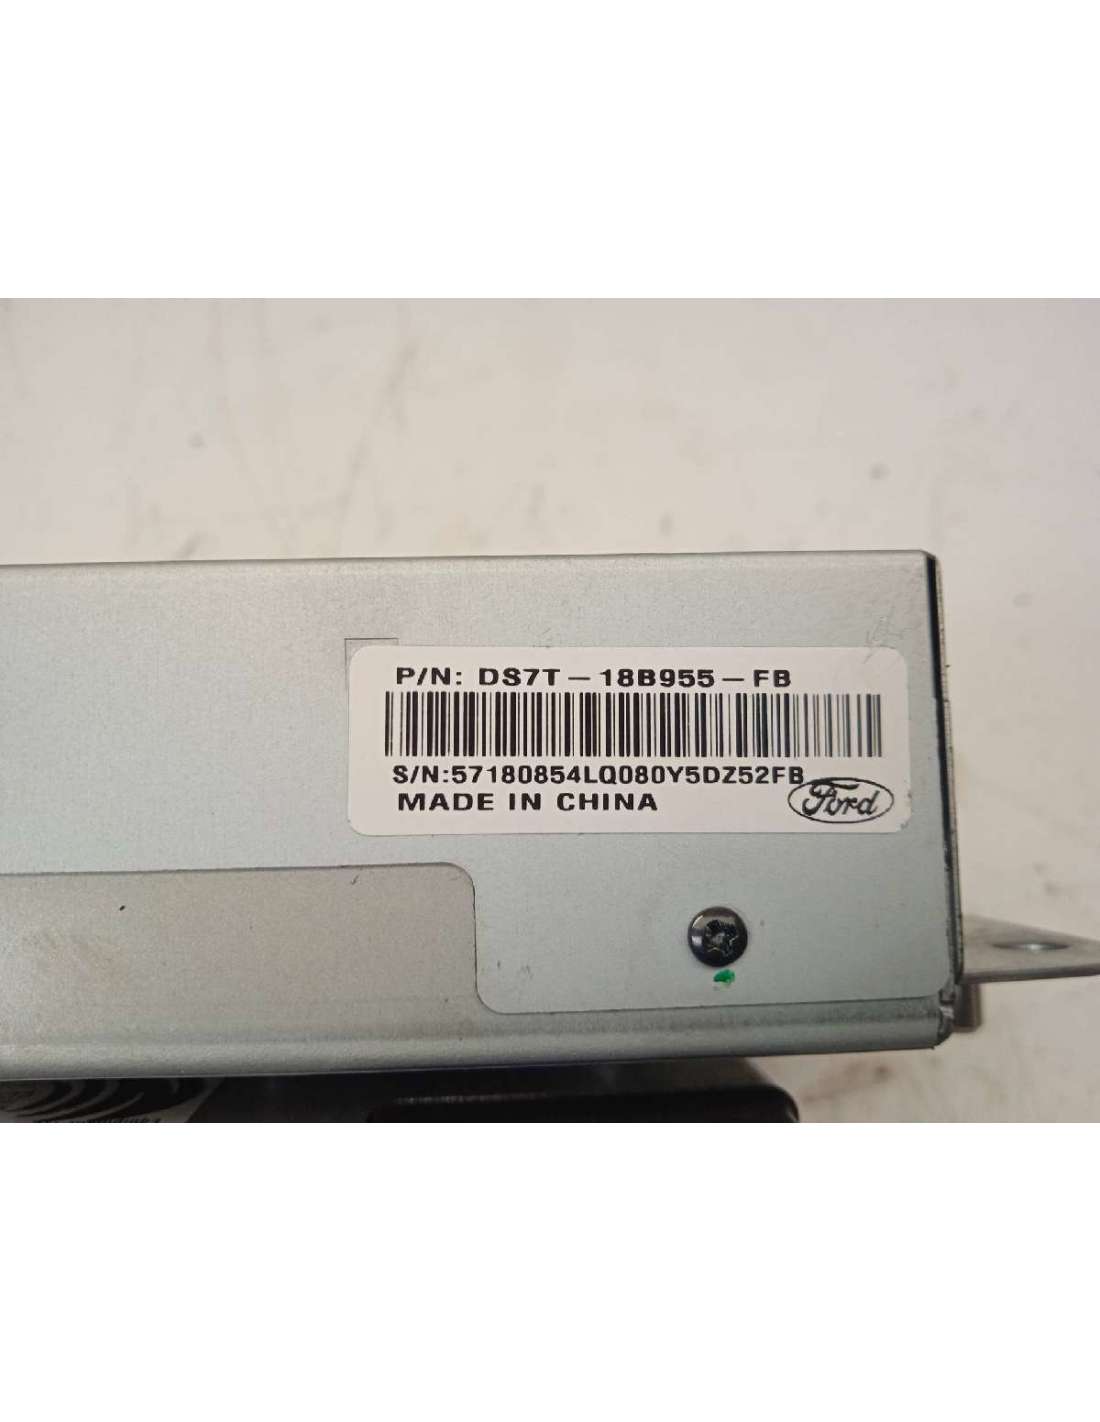 P/N: DS7T-18B955-FB
S/N:57180854LQ080Y5DZ52FB
MADE IN CHINA
Ford